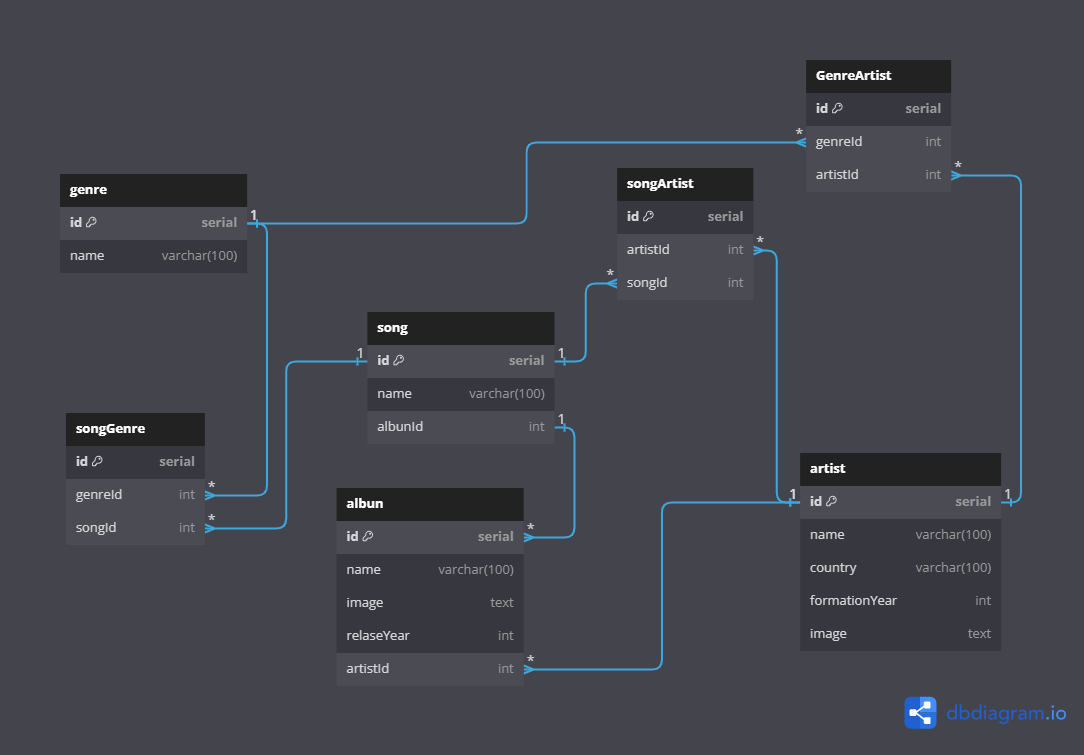 GenreArtist
id serial
genreId int
artistId int
genre
id serial
name varchar(100)
songArtist
id serial
artistId int
songId int
song
id serial
name varchar(100)
albunId int
songGenre
id serial
genreId int
songId int
albun
id serial
name varchar(100)
image text
relaseYear int
artistId int
artist
id serial
name varchar(100)
country varchar(100)
formationYear int
image text
1
*
*
*
*
1
1
*
*
1
*
*
1
1
dbdiagram.io